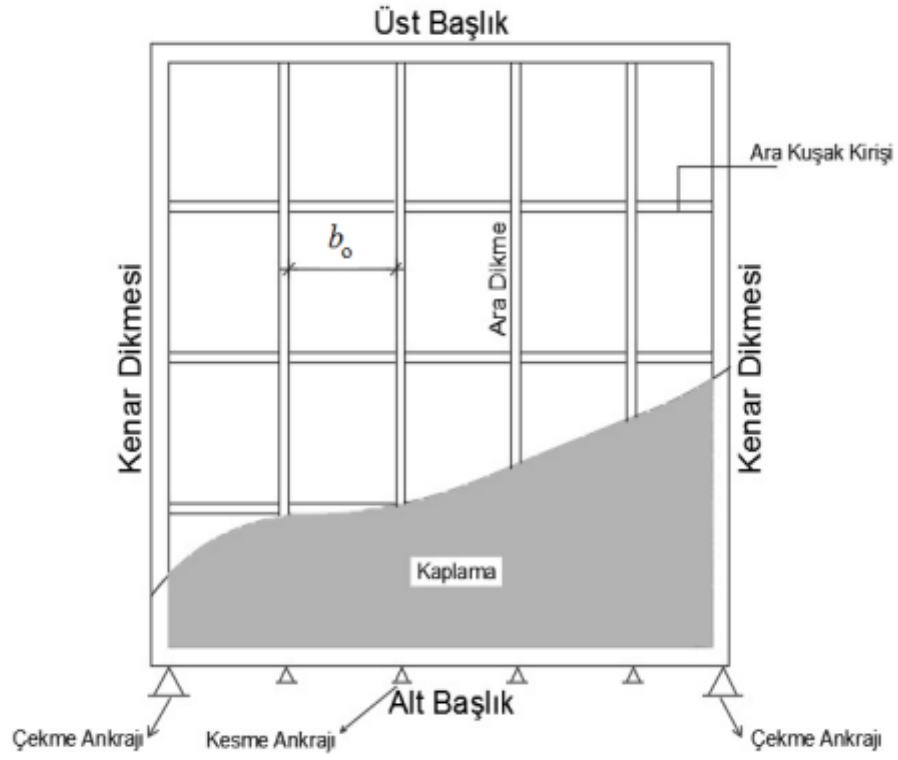 Üst Başlık
Ara Kuşak Kirişi
b₀
Ara Dikme
Kenar Dikmesi
Kenar Dikmesi
Kaplama
Alt Başlık
Çekme Ankrajı
Kesme Ankrajı
Çekme Ankrajı